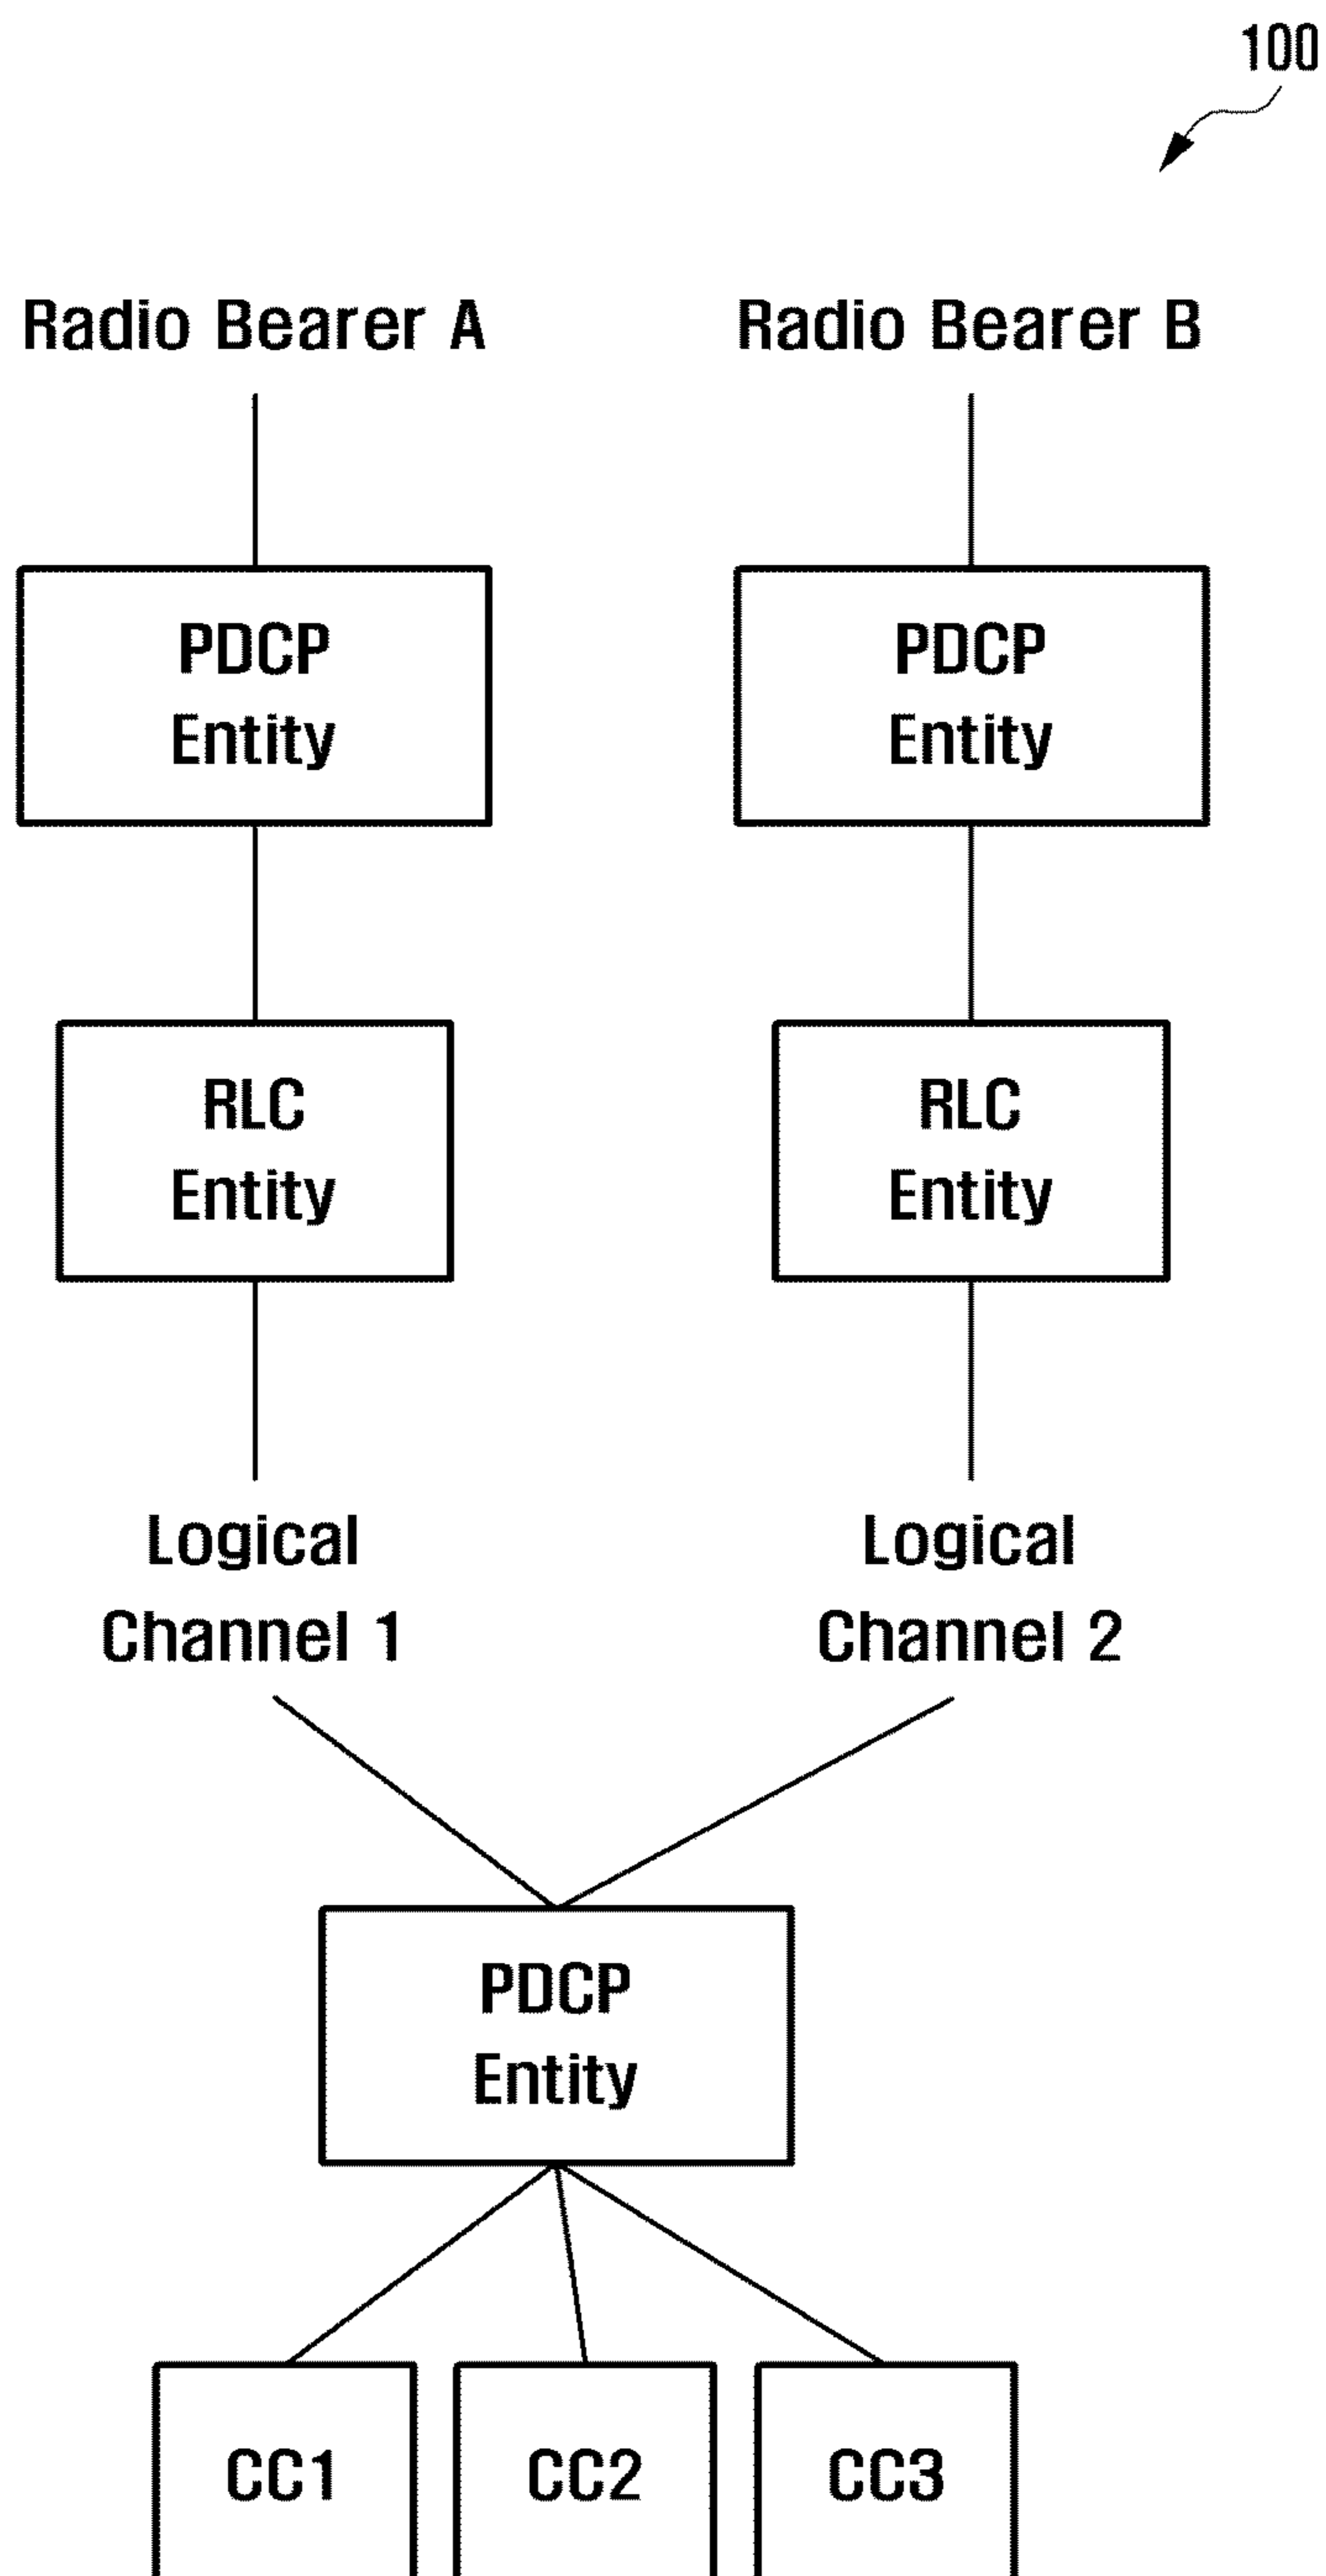 100
Radio Bearer A
Radio Bearer B
PDCP
Entity
PDCP
Entity
RLC
Entity
RLC
Entity
Logical
Channel 1
Logical
Channel 2
PDCP
Entity
CC1
CC2
CC3